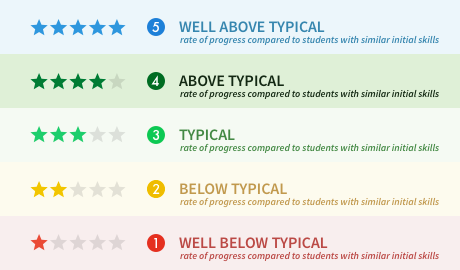 5 WELL ABOVE TYPICAL
rate of progress compared to students with similar initial skills
4 ABOVE TYPICAL
rate of progress compared to students with similar initial skills
3 TYPICAL
rate of progress compared to students with similar initial skills
2 BELOW TYPICAL
rate of progress compared to students with similar initial skills
1 WELL BELOW TYPICAL
rate of progress compared to students with similar initial skills